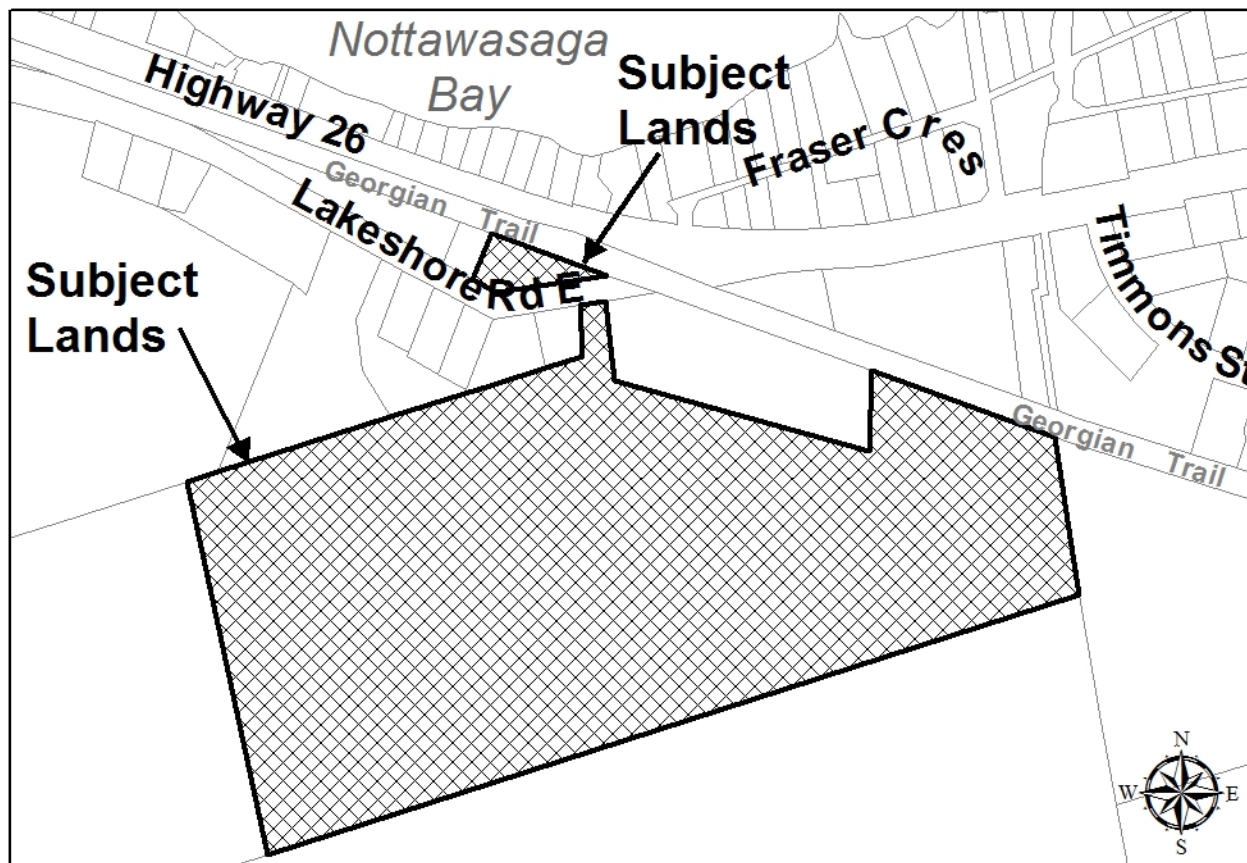 Nottawasaga
Bay
Highway 26
Subject
Lands
Fraser Cres
Georgian Trail
Lakeshore Rd E
Timmons St
Subject
Lands
Georgian Trail
N
W
E
S